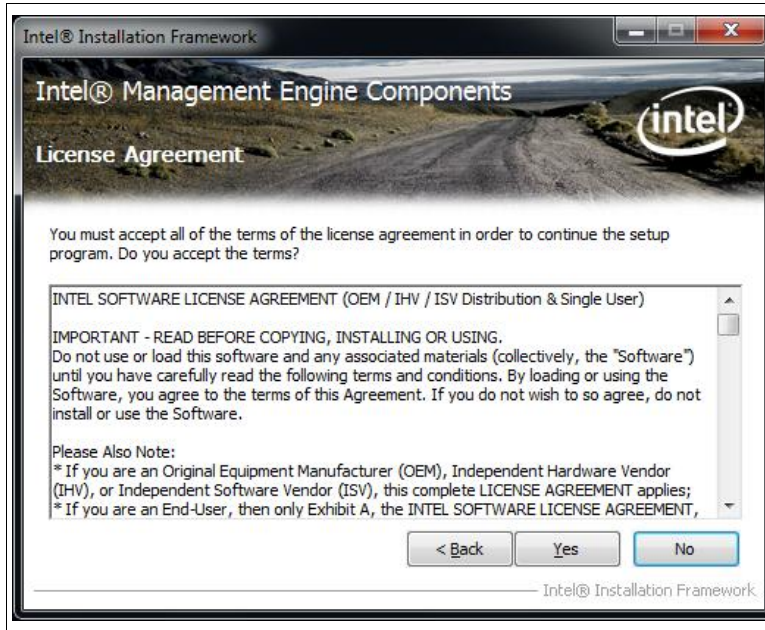 Intel® Installation Framework
Intel® Management Engine Components
intel
License Agreement
You must accept all of the terms of the license agreement in order to continue the setup
program. Do you accept the terms?
INTEL SOFTWARE LICENSE AGREEMENT (OEM / IHV / ISV Distribution & Single User)
IMPORTANT - READ BEFORE COPYING, INSTALLING OR USING.
Do not use or load this software and any associated materials (collectively, the "Software")
until you have carefully read the following terms and conditions. By loading or using the
Software, you agree to the terms of this Agreement. If you do not wish to so agree, do not
install or use the Software.
Please Also Note:
* If you are an Original Equipment Manufacturer (OEM), Independent Hardware Vendor
(IHV), or Independent Software Vendor (ISV), this complete LICENSE AGREEMENT applies;
* If you are an End-User, then only Exhibit A, the INTEL SOFTWARE LICENSE AGREEMENT,
< Back Yes No
Intel® Installation Framework